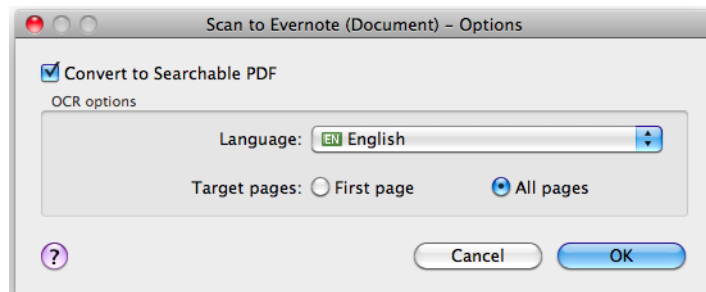 Scan to Evernote (Document) – Options
Convert to Searchable PDF
OCR options
Language: EN English
Target pages: First page All pages
? Cancel OK